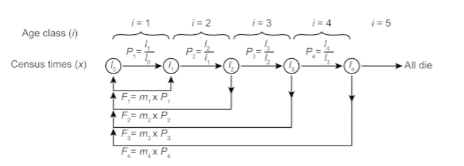 i = 1 i = 2 i = 3 i = 4 i = 5
Age class (i)
P₁ = l₁/l₀ P₂ = l₂/l₁ P₃ = l₃/l₂ P₄ = l₄/l₃
Census times (x) l₀ l₁ l₂ l₃ l₄ All die
F₁ = m₁ x P₁
F₂ = m₂ x P₂
F₃ = m₃ x P₃
F₄ = m₄ x P₄